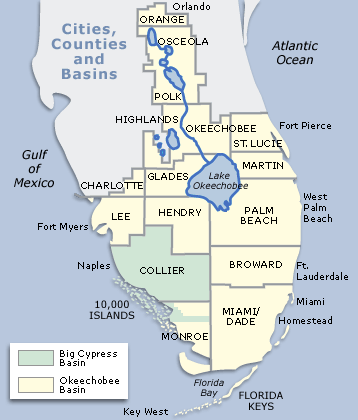 Orlando
ORANGE
Cities,
Counties
and
Basins
OSCEOLA
Atlantic
Ocean
POLK
HIGHLANDS
OKEECHOBEE
Fort Pierce
ST. LUCIE
Gulf
of
Mexico
MARTIN
GLADES
Lake
Okeechobee
CHARLOTTE
West
Palm
Beach
LEE
HENDRY
PALM
BEACH
Fort Myers
Naples
COLLIER
BROWARD
Ft.
Lauderdale
10,000
ISLANDS
Miami
MIAMI/
DADE
Homestead
MONROE
Big Cypress
Basin
Okeechobee
Basin
Florida
Bay
FLORIDA
KEYS
Key West